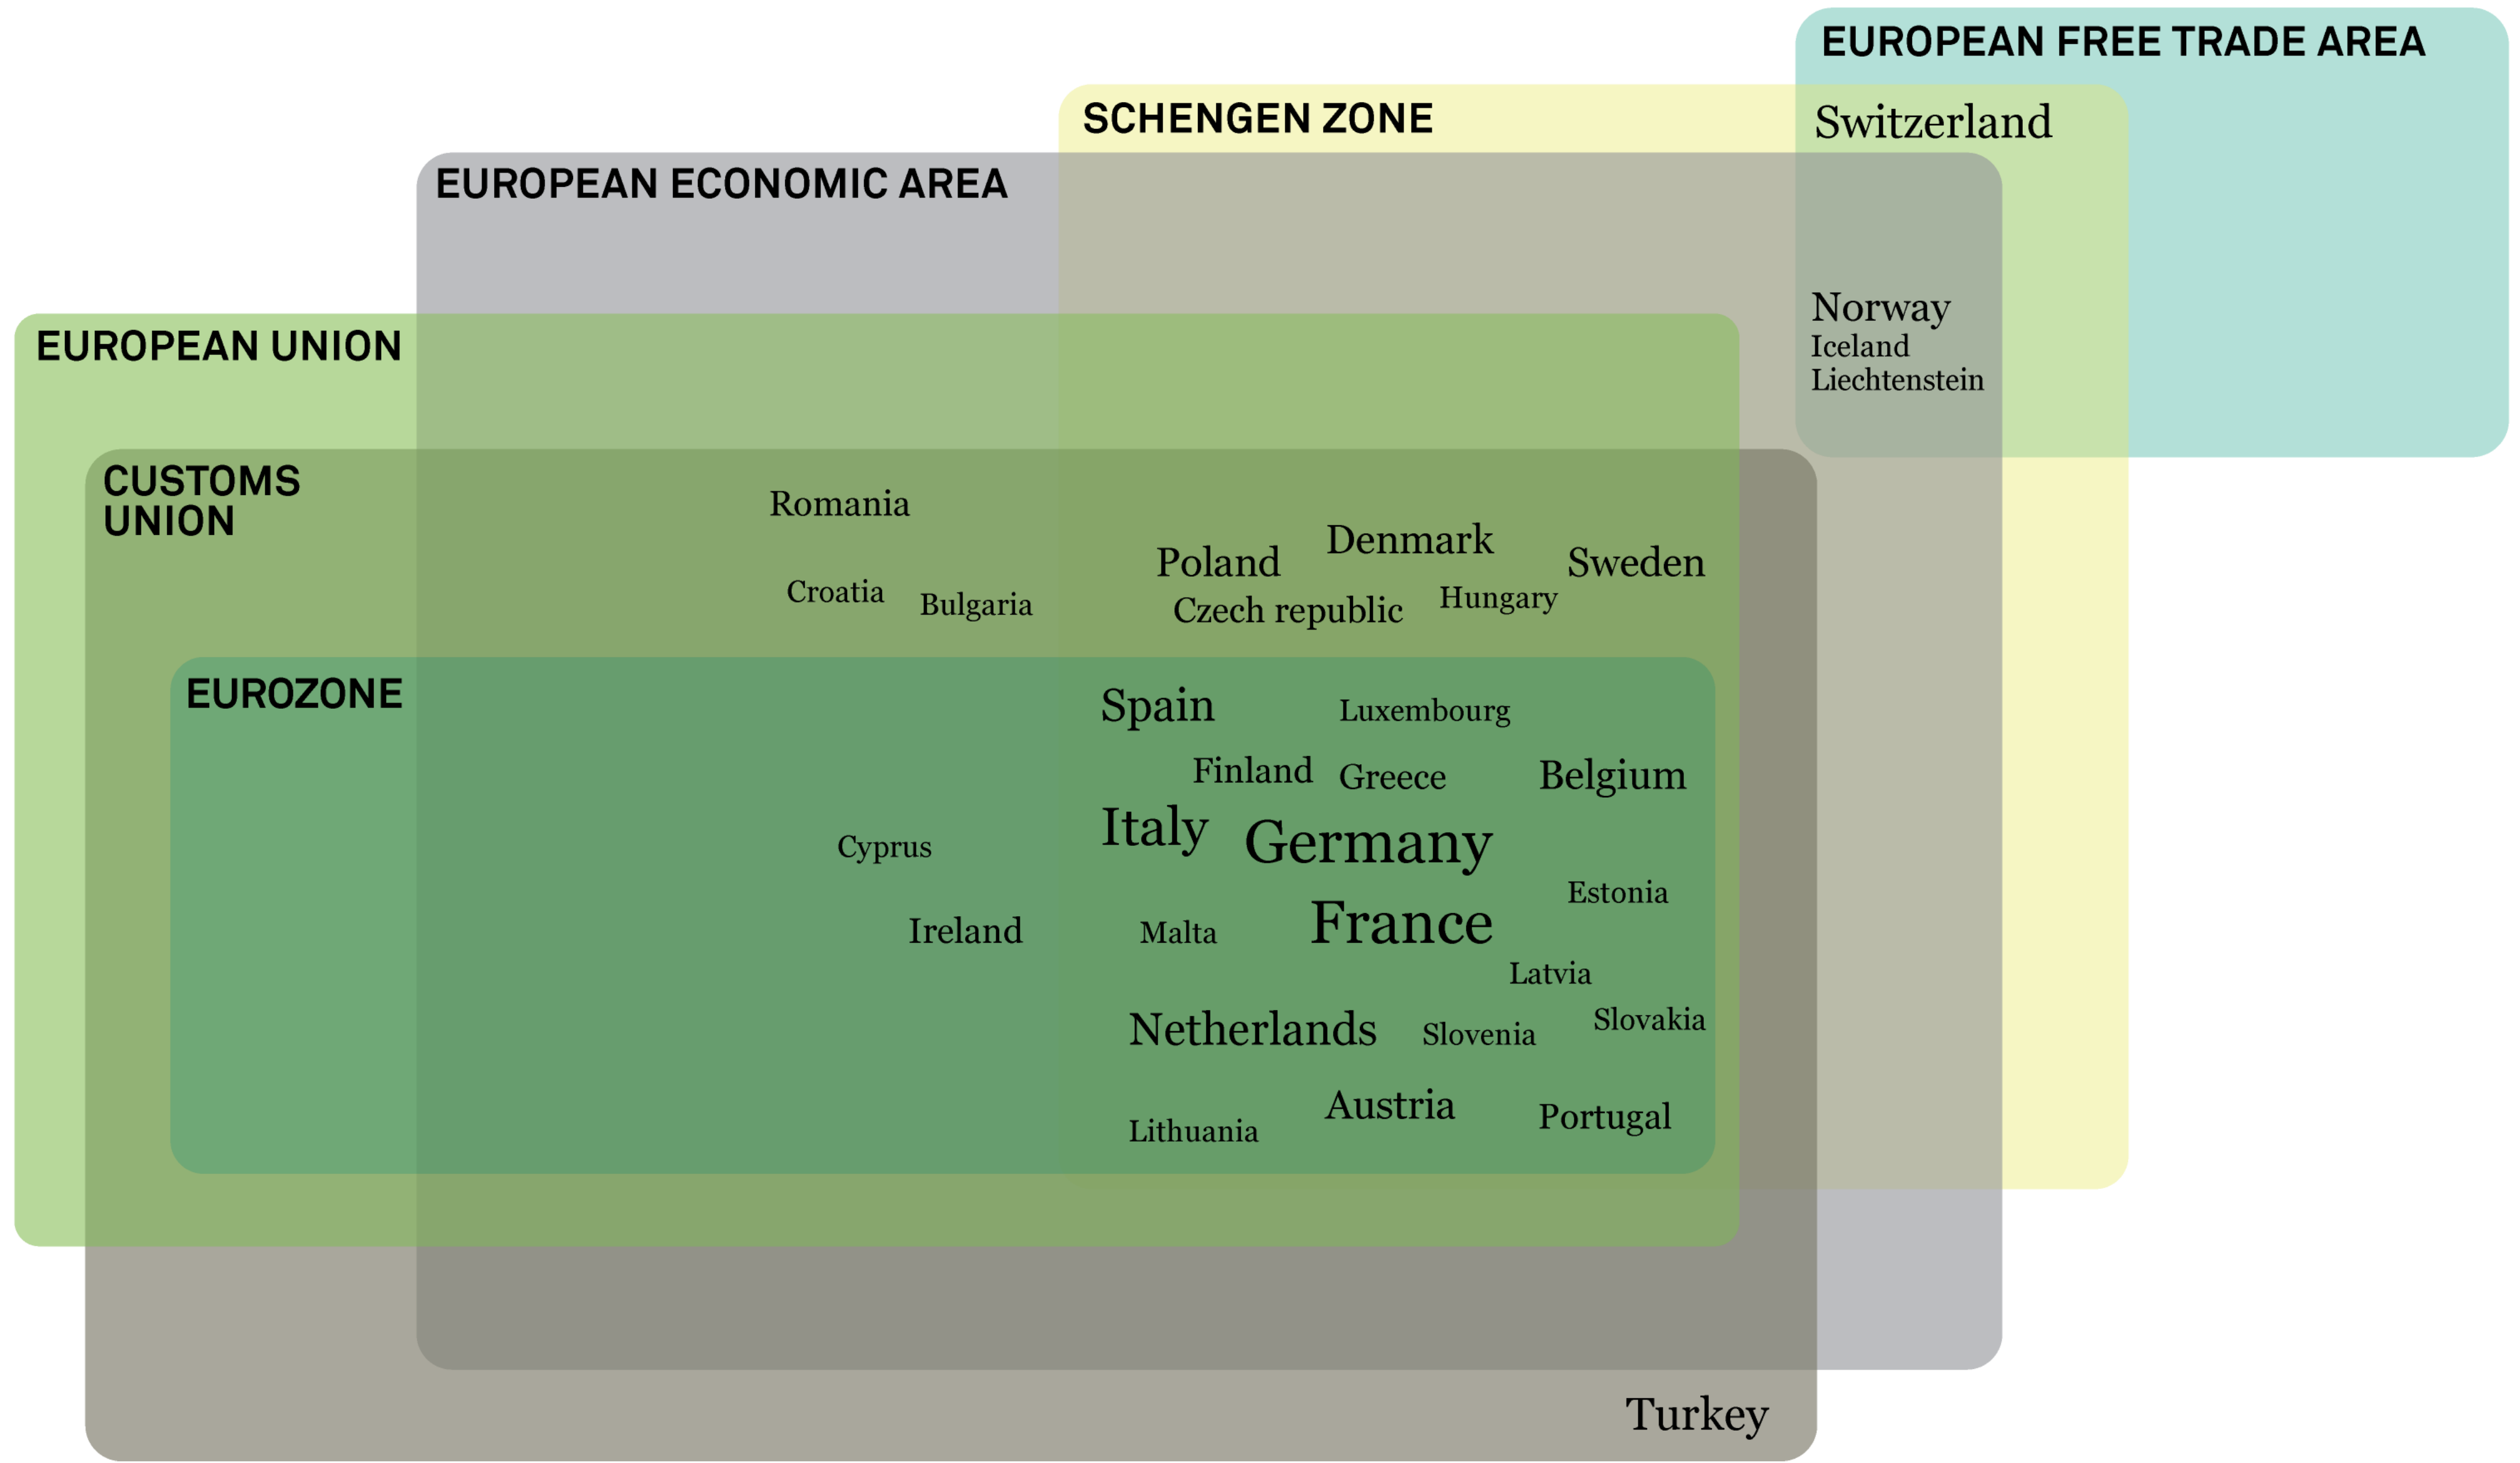 EUROPEAN FREE TRADE AREA
SCHENGEN ZONE
Switzerland
EUROPEAN ECONOMIC AREA
Norway
Iceland
Liechtenstein
EUROPEAN UNION
CUSTOMS
UNION
Romania
Denmark
Poland
Sweden
Croatia
Bulgaria
Czech republic
Hungary
EUROZONE
Spain
Luxembourg
Finland
Greece
Belgium
Italy
Germany
Cyprus
Estonia
Ireland
Malta
France
Latvia
Netherlands
Slovenia
Slovakia
Austria
Portugal
Lithuania
Turkey